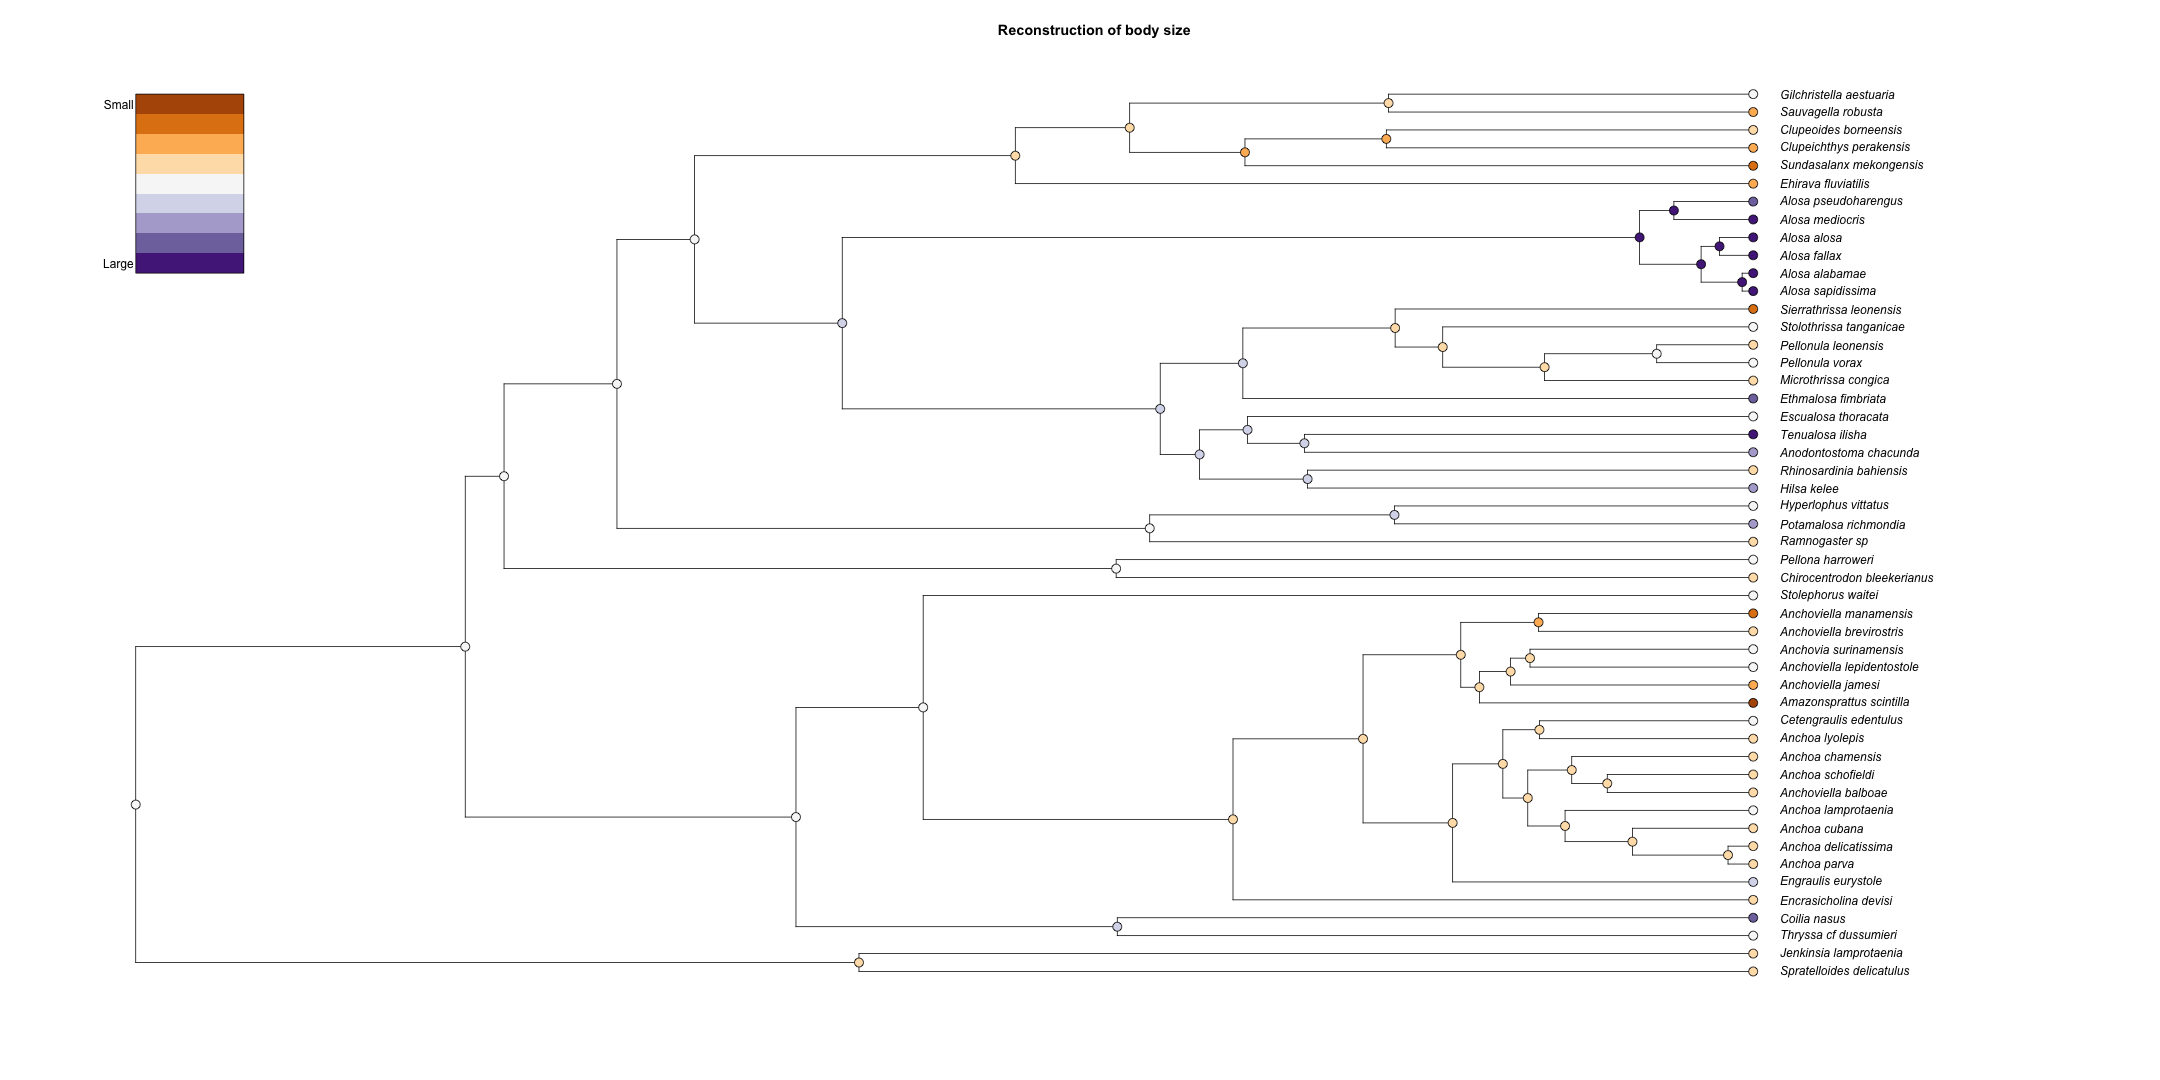 Reconstruction of body size
Small
Large
Gilchristella aestuaria
Sauvagella robusta
Clupeoides borneensis
Clupeichthys perakensis
Sundasalanx mekongensis
Ehirava fluviatilis
Alosa pseudoharengus
Alosa mediocris
Alosa alosa
Alosa fallax
Alosa alabamae
Alosa sapidissima
Sierrathrissa leonensis
Stolothrissa tanganicae
Pellonula leonensis
Pellonula vorax
Microthrissa congica
Ethmalosa fimbriata
Escualosa thoracata
Tenualosa ilisha
Anodontostoma chacunda
Rhinosardinia bahiensis
Hilsa kelee
Hyperlophus vittatus
Potamalosa richmondia
Ramnogaster sp
Pellona harroweri
Chirocentrodon bleekerianus
Stolephorus waitei
Anchoviella manamensis
Anchoviella brevirostris
Anchovia surinamensis
Anchoviella lepidentostole
Anchoviella jamesi
Amazonsprattus scintilla
Cetengraulis edentulus
Anchoa lyolepis
Anchoa chamensis
Anchoa schofieldi
Anchoviella balboae
Anchoa lamprotaenia
Anchoa cubana
Anchoa delicatissima
Anchoa parva
Engraulis eurystole
Encrasicholina devisi
Coilia nasus
Thryssa cf dussumieri
Jenkinsia lamprotaenia
Spratelloides delicatulus